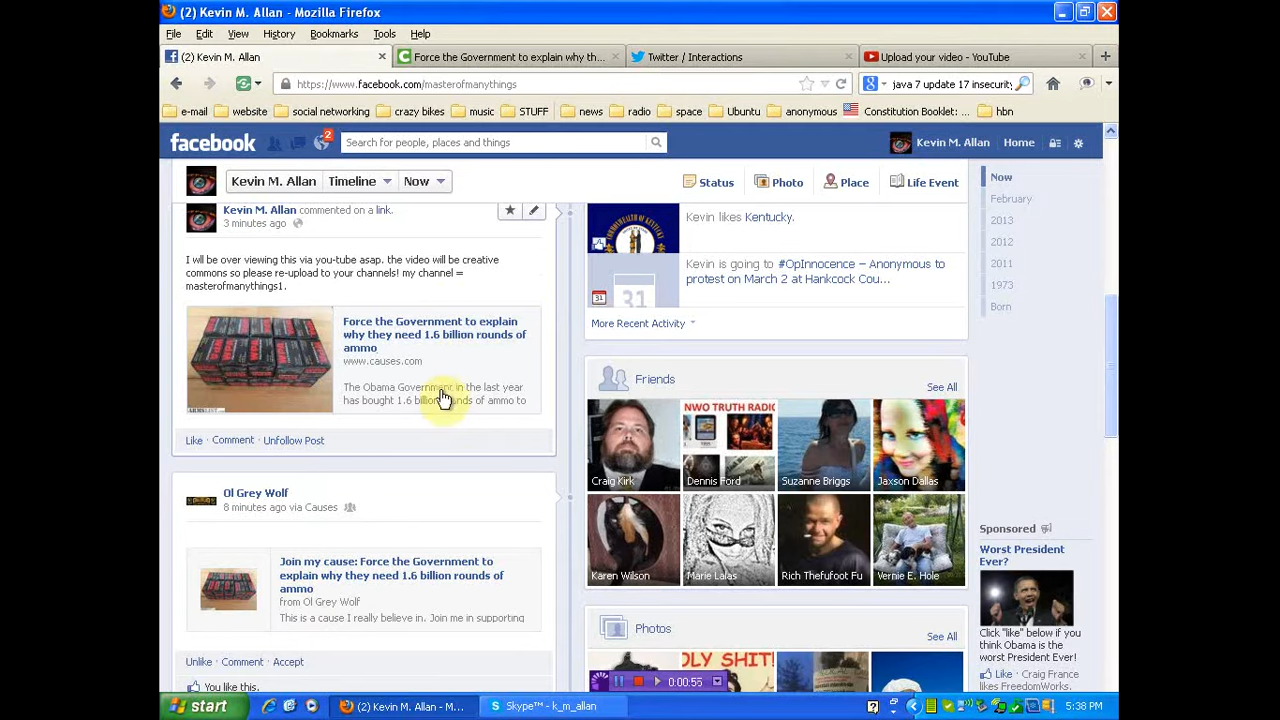 (2) Kevin M. Allan - Mozilla Firefox
File Edit View History Bookmarks Tools Help
(2) Kevin M. Allan
Force the Government to explain why th...
Twitter / Interactions
Upload your video - YouTube
https://www.facebook.com/masterofmanythings
java 7 update 17 insecurity
e-mail website social networking crazy bikes music STUFF news radio space Ubuntu anonymous Constitution Booklet:... hbn
facebook
2
Search for people, places and things
Kevin M. Allan
Home
Kevin M. Allan
Timeline
Now
Status
Photo
Place
Life Event
Kevin M. Allan commented on a link.
3 minutes ago
I will be over viewing this via you-tube asap. the video will be creative
commons so please re-upload to your channels! my channel =
masterofmanythings1.
Force the Government to explain
why they need 1.6 billion rounds of
ammo
www.causes.com
The Obama Government in the last year
has bought 1.6 billion rounds of ammo to
Like · Comment · Unfollow Post
Ol Grey Wolf
8 minutes ago via Causes
Join my cause: Force the Government to
explain why they need 1.6 billion rounds of
ammo
from Ol Grey Wolf
This is a cause I really believe in. Join me in supporting
Unlike · Comment · Accept
You like this.
Kevin likes Kentucky.
31
31
Kevin is going to #OpInnocence – Anonymous to
protest on March 2 at Hankcock Cou...
More Recent Activity
Friends
See All
NWO TRUTH RADIO
Craig Kirk
Dennis Ford
Suzanne Briggs
Jaxson Dallas
Karen Wilson
Marie Lalas
Rich Thefufoot Fu
Vernie E. Hole
Photos
See All
HOLY SHIT!
0:00:55
Now
February
2013
2012
2011
1973
Born
Sponsored
Worst President
Ever?
Click "like" below if you
think Obama is the
worst President Ever!
Like · Craig France
likes FreedomWorks.
start
(2) Kevin M. Allan - M...
Skype™ - k_m_allan
5:38 PM